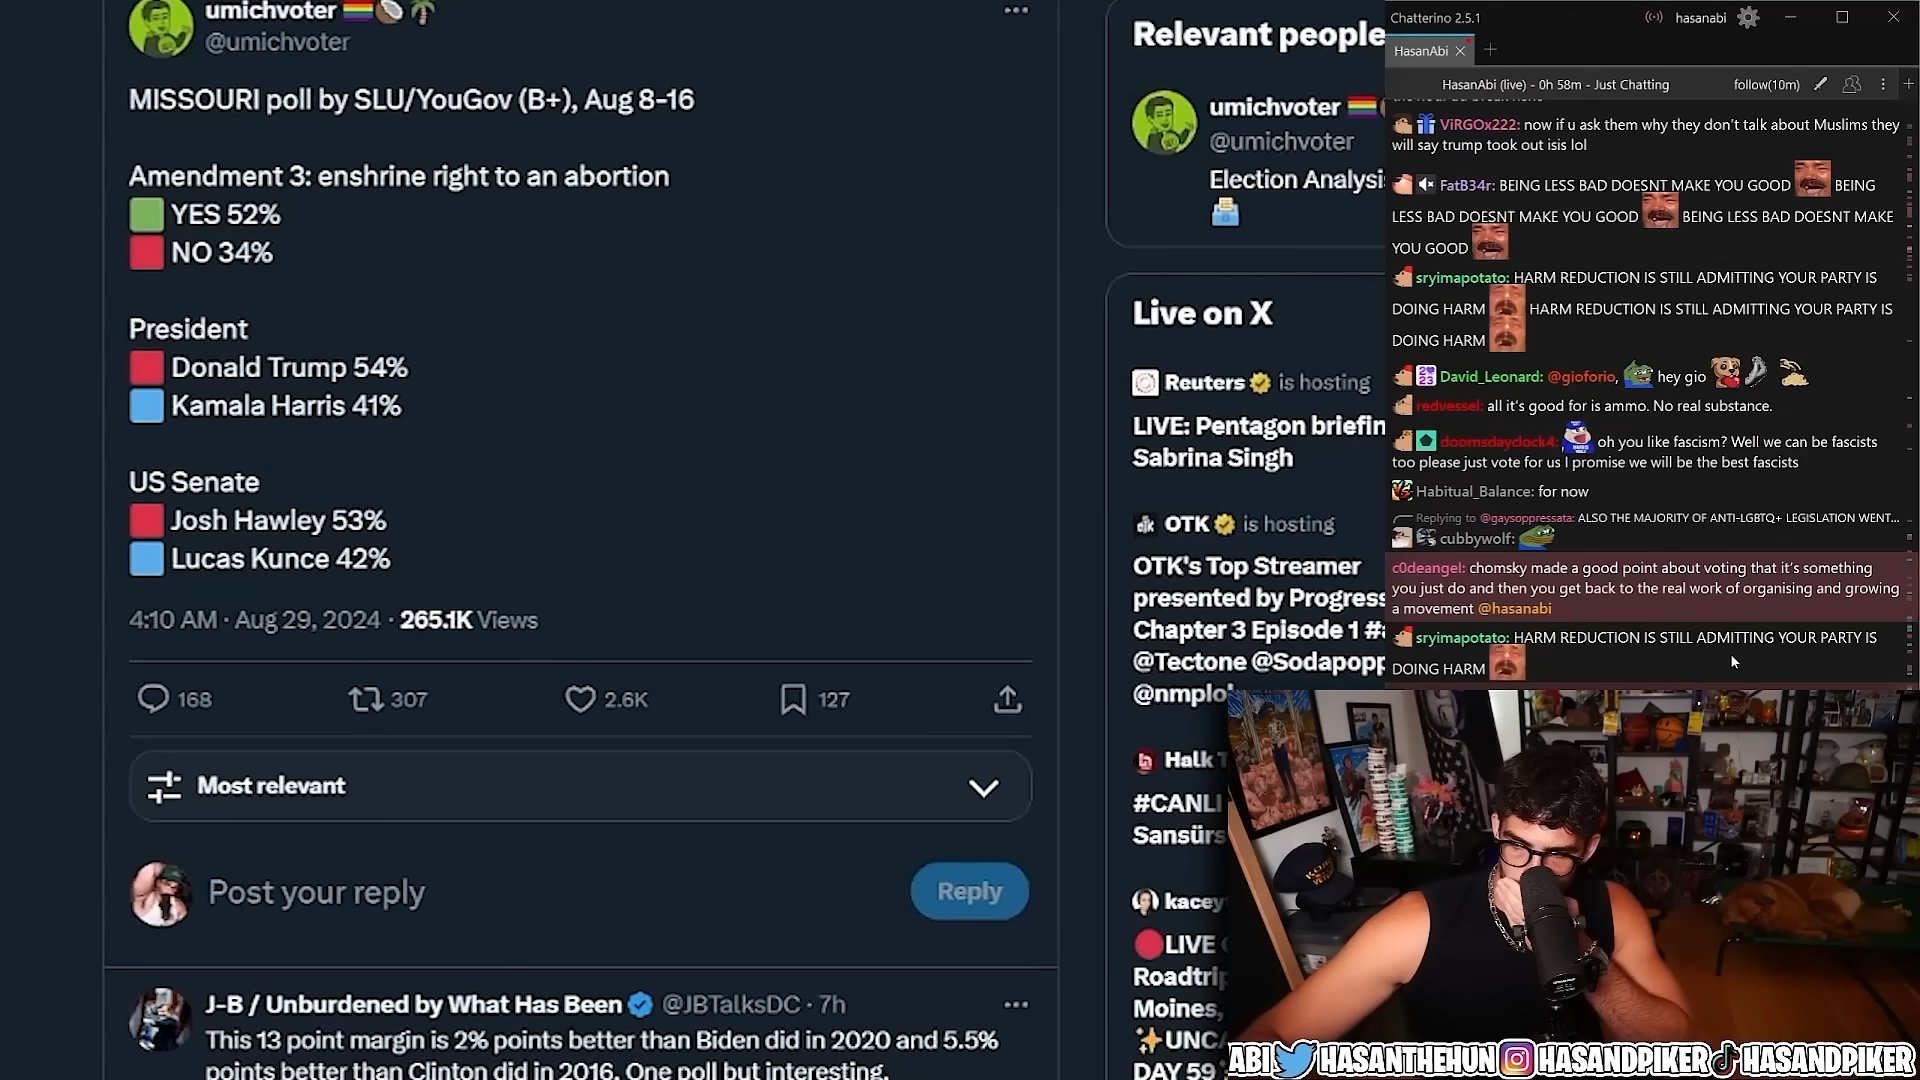 umichvoter
@umichvoter
MISSOURI poll by SLU/YouGov (B+), Aug 8-16
Amendment 3: enshrine right to an abortion
YES 52%
NO 34%
President
Donald Trump 54%
Kamala Harris 41%
US Senate
Josh Hawley 53%
Lucas Kunce 42%
4:10 AM · Aug 29, 2024 · 265.1K Views
168
307
2.6K
127
Most relevant
Post your reply
Reply
J-B / Unburdened by What Has Been @JBTalksDC · 7h
This 13 point margin is 2% points better than Biden did in 2020 and 5.5%
points better than Clinton did in 2016. One poll but interesting.
Relevant people
umichvoter
@umichvoter
Election Analysi
Live on X
Reuters is hosting
LIVE: Pentagon briefin
Sabrina Singh
OTK is hosting
OTK's Top Streamer
presented by Progress
Chapter 3 Episode 1 #
@Tectone @Sodapopp
@nmplo
Halk T
#CANLI
Sansürs
kacey
LIVE
Roadtrip
Moines,
UNCA
DAY 59
Chatterino 2.5.1
hasanabi
HasanAbi
HasanAbi (live) - 0h 58m - Just Chatting
follow(10m)
ViRGOx222: now if u ask them why they don't talk about Muslims they
will say trump took out isis lol
FatB34r: BEING LESS BAD DOESNT MAKE YOU GOOD BEING
LESS BAD DOESNT MAKE YOU GOOD BEING LESS BAD DOESNT MAKE
YOU GOOD
sryimapotato: HARM REDUCTION IS STILL ADMITTING YOUR PARTY IS
DOING HARM HARM REDUCTION IS STILL ADMITTING YOUR PARTY IS
DOING HARM
David_Leonard: @gioforio, hey gio
redvessel: all it's good for is ammo. No real substance.
doomsdayclock4: oh you like fascism? Well we can be fascists
too please just vote for us I promise we will be the best fascists
Habitual_Balance: for now
Replying to @gaysoppressata: ALSO THE MAJORITY OF ANTI-LGBTQ+ LEGISLATION WENT...
cubbywolf:
c0deangel: chomsky made a good point about voting that it's something
you just do and then you get back to the real work of organising and growing
a movement @hasanabi
sryimapotato: HARM REDUCTION IS STILL ADMITTING YOUR PARTY IS
DOING HARM
ABI HASANTHEHUN HASANDPIKER HASANDPIKER